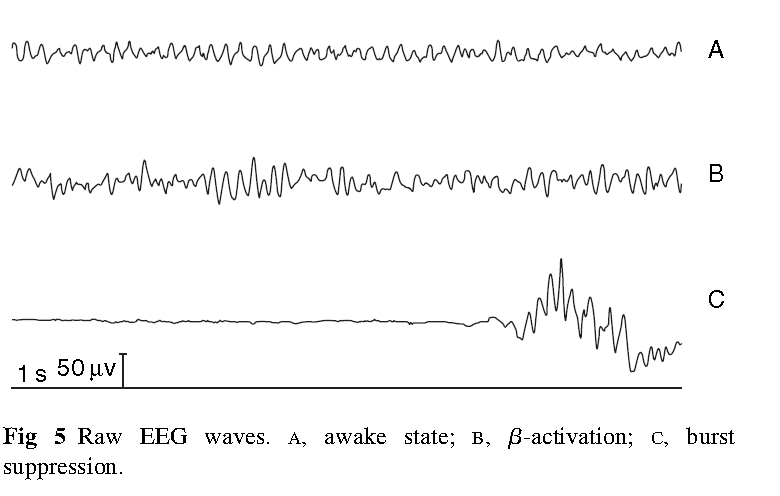 A
B
C
1 s 50 μv
Fig 5 Raw EEG waves. A, awake state; B, β-activation; C, burst
suppression.